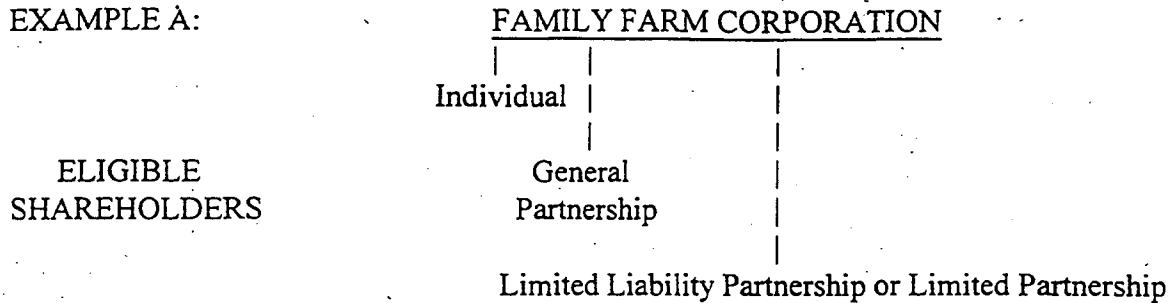 EXAMPLE A: FAMILY FARM CORPORATION
Individual
ELIGIBLE General
SHAREHOLDERS Partnership
Limited Liability Partnership or Limited Partnership